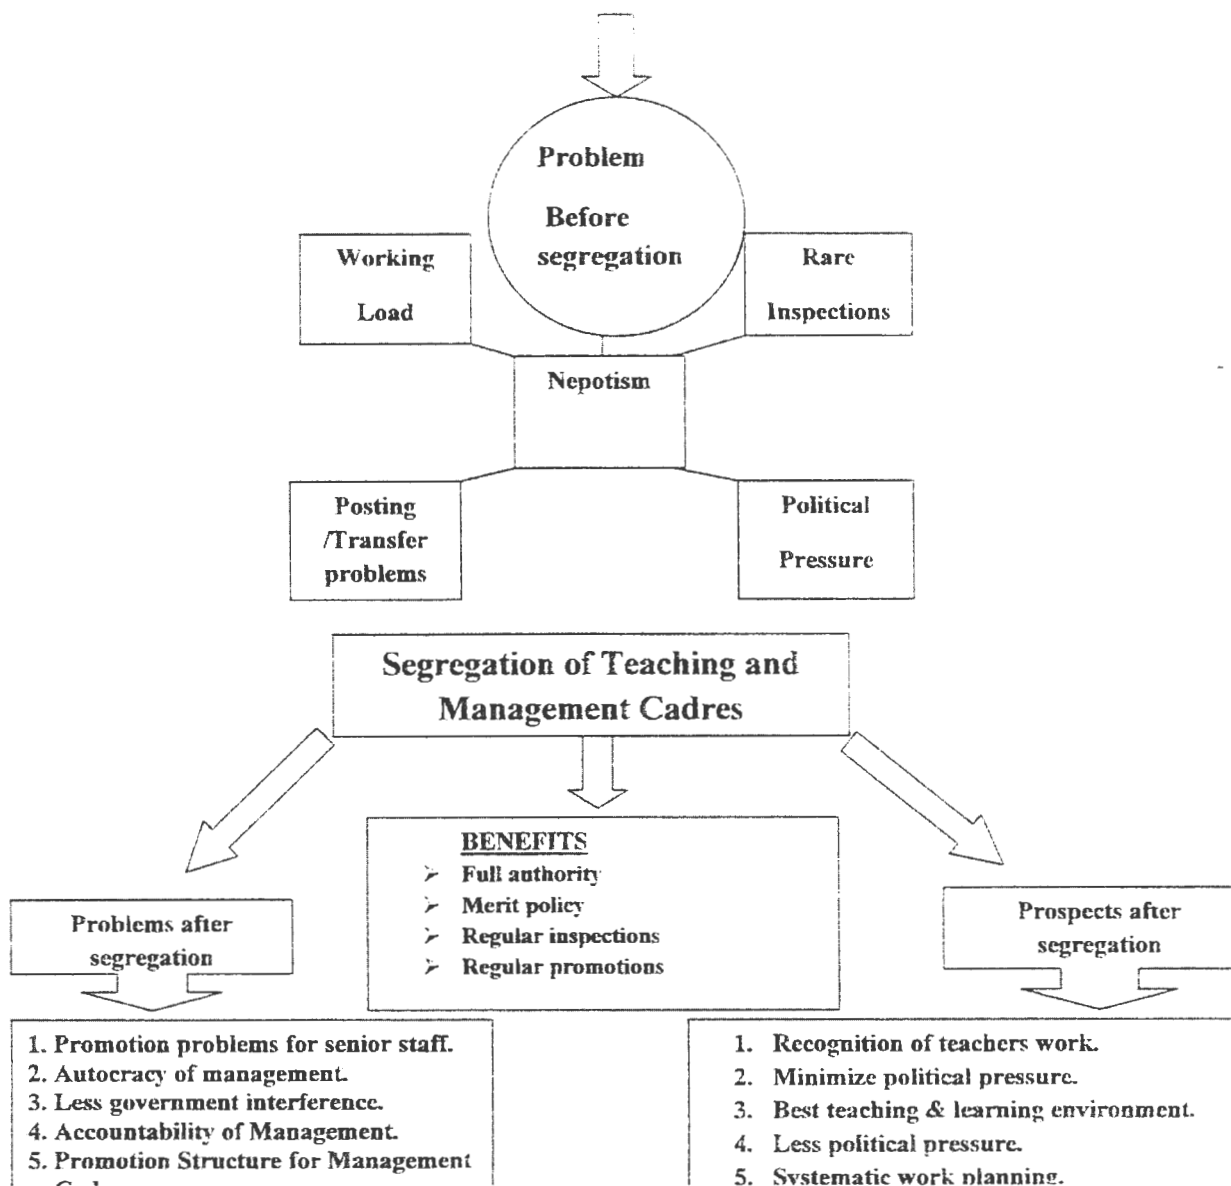 Problem
Before
segregation
Working
Load
Rare
Inspections
Nepotism
Posting
/Transfer
problems
Political
Pressure
Segregation of Teaching and
Management Cadres
BENEFITS
➢ Full authority
➢ Merit policy
➢ Regular inspections
➢ Regular promotions
Problems after
segregation
Prospects after
segregation
1. Promotion problems for senior staff.
2. Autocracy of management.
3. Less government interference.
4. Accountability of Management.
5. Promotion Structure for Management
1. Recognition of teachers work.
2. Minimize political pressure.
3. Best teaching & learning environment.
4. Less political pressure.
5. Systematic work planning.